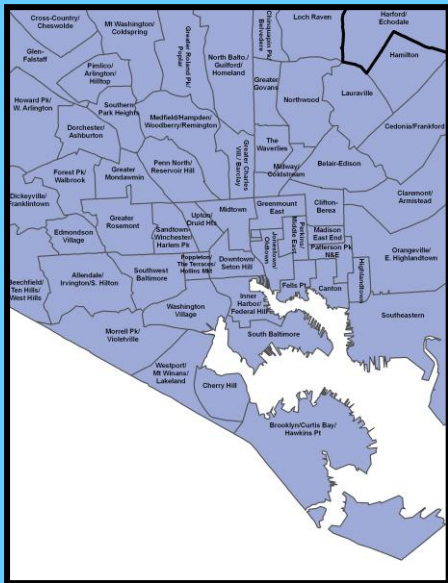 Cross-Country/
Cheswolde
Mt Washington/
Coldspring
Greater Roland Pk/
Poplar
North Balto./
Guilford/
Homeland
Chinquapin Pk/
Belvedere
Loch Raven
Harford/
Echodale
Glen-
Falstaff
Pimlico/
Arlington/
Hilltop
Hamilton
Greater
Govans
Lauraville
Howard Pk/
W. Arlington
Southern
Park Heights
Northwood
Medfield/Hampden/
Woodberry/Remington
Dorchester/
Ashburton
Cedonia/Frankford
The
Waverlies
Greater Charles
Vill./ Barclay
Midway/
Coldstream
Belair-Edison
Penn North/
Reservoir Hill
Forest Pk/
Walbrook
Greater
Mondawmin
Claremont/
Armistead
Dickeyville/
Franklintown
Greater
Rosemont
Upton/
Druid Hts
Midtown
Greenmount
East
Clifton-
Berea
Edmondson
Village
Sandtown-
Winchester/
Harlem Pk
Oldtown
Jonestown/
Perkins/
Middle East
Madison
East End
Patterson Pk
N&E
Orangeville/
E. Highlandtown
Poppleton/
The Terraces/
Hollins Mkt
Downtown/
Seton Hill
Highlandtown
Beechfield/
Ten Hills/
West Hills
Allendale/
Irvington/S. Hilton
Southwest
Baltimore
Fells Pt
Canton
Inner
Harbor/
Federal Hill
Washington
Village
Southeastern
Morrell Pk/
Violetville
South Baltimore
Westport/
Mt Winans/
Lakeland
Cherry Hill
Brooklyn/Curtis Bay/
Hawkins Pt